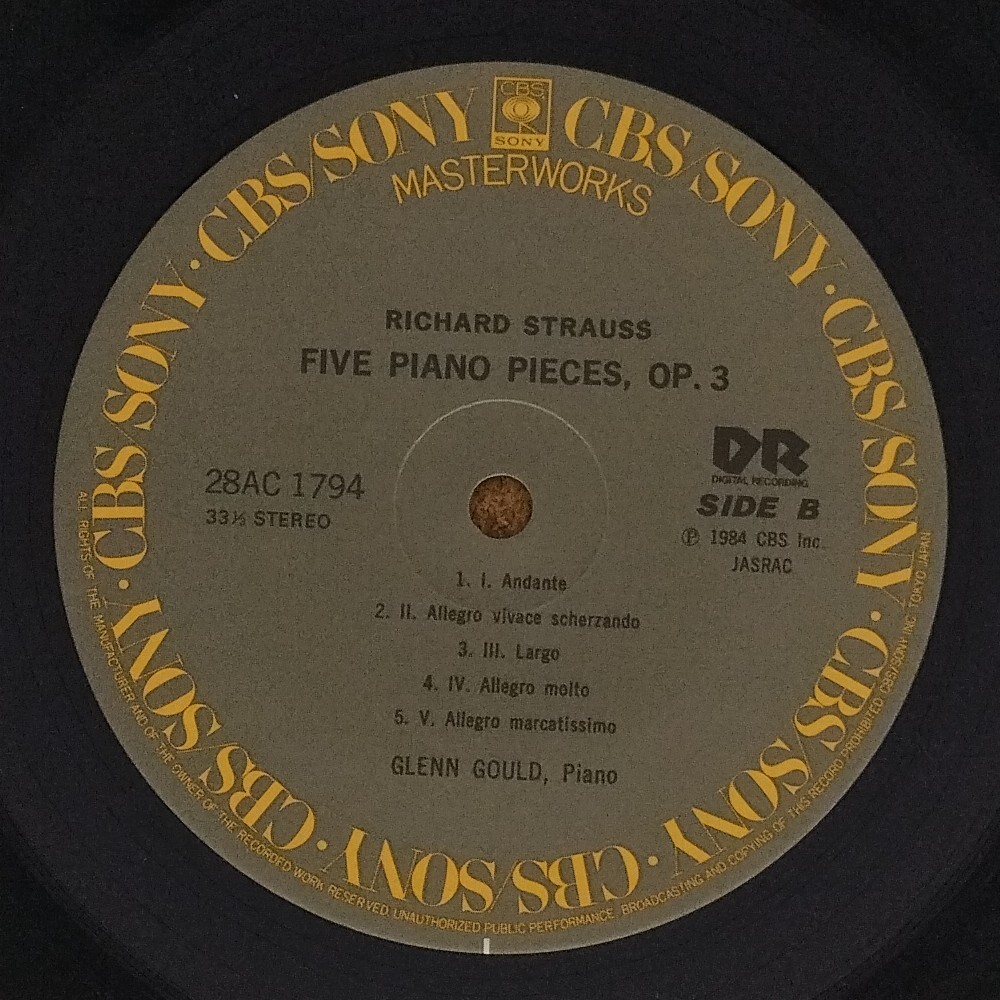 CBS/SONY · CBS/SONY · CBS/SONY · CBS/SONY · CBS/SONY · CBS/SONY · CBS/SONY · CBS/SONY · CBS/SONY
CBS
SONY
MASTERWORKS
RICHARD STRAUSS
FIVE PIANO PIECES, OP. 3
DR
DIGITAL RECORDING
28AC 1794
SIDE B
33⅓ STEREO
℗ 1984 CBS Inc.
JASRAC
1. I. Andante
2. II. Allegro vivace scherzando
3. III. Largo
4. IV. Allegro molto
5. V. Allegro marcatissimo
GLENN GOULD, Piano
ALL RIGHTS OF THE MANUFACTURER AND OF THE OWNER OF THE RECORDED WORK RESERVED. UNAUTHORIZED PUBLIC PERFORMANCE BROADCASTING AND COPYING OF THIS RECORD PROHIBITED CBS/SONY INC. TOKYO JAPAN